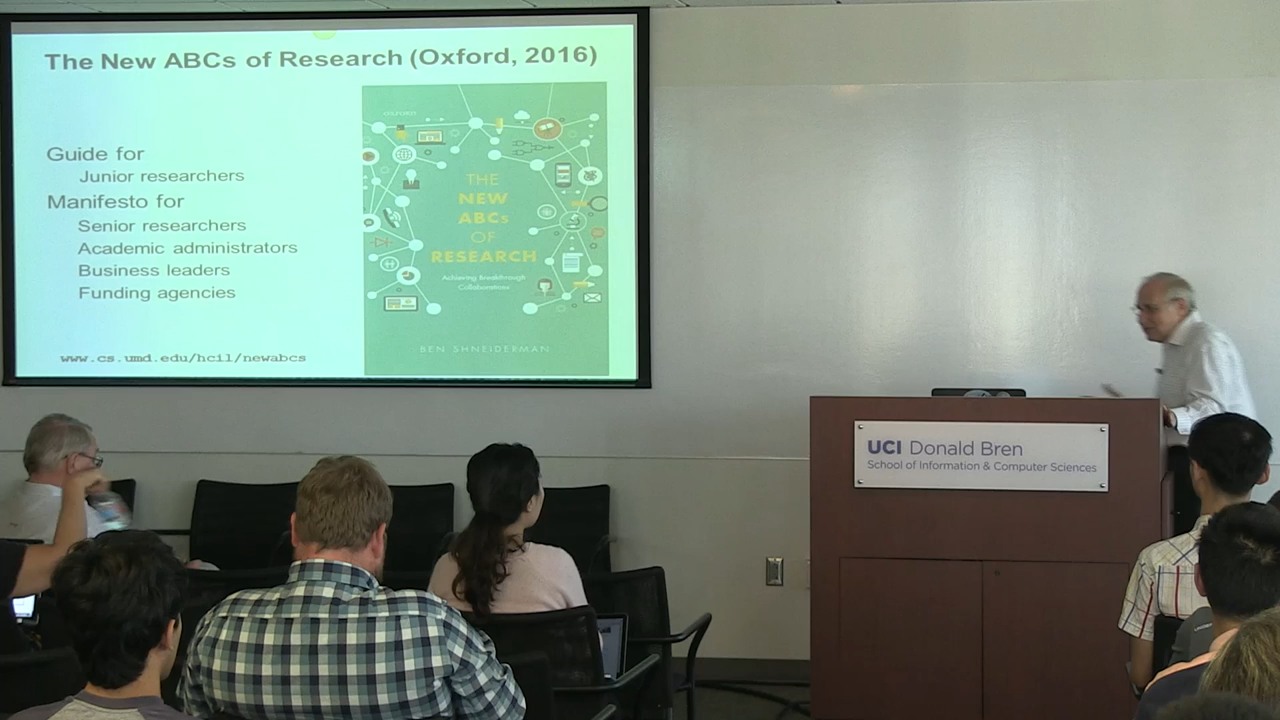 The New ABCs of Research (Oxford, 2016)
Guide for
Junior researchers
Manifesto for
Senior researchers
Academic administrators
Business leaders
Funding agencies
www.cs.umd.edu/hcil/newabcs
OXFORD
THE
NEW
ABCs
OF
RESEARCH
Achieving Breakthrough
Collaborations
BEN SHNEIDERMAN
UCI Donald Bren
School of Information & Computer Sciences